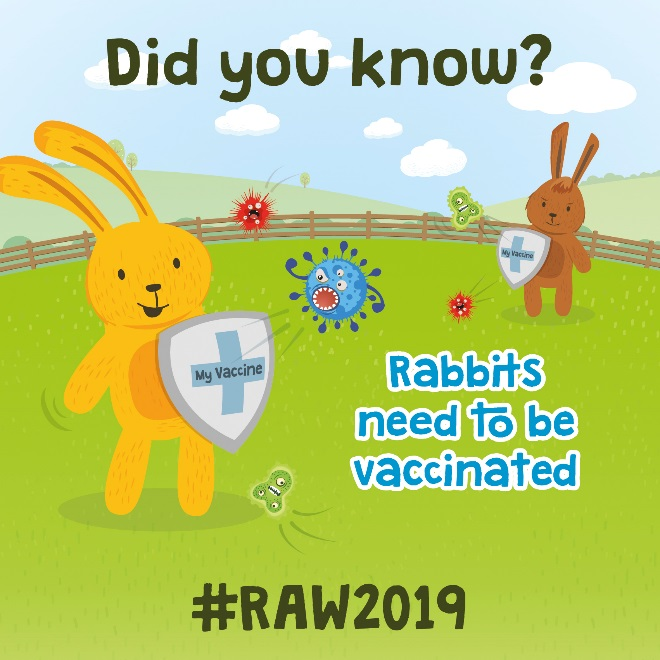 Did you know?
My Vaccine
My Vaccine
Rabbits
need to be
vaccinated
#RAW2019